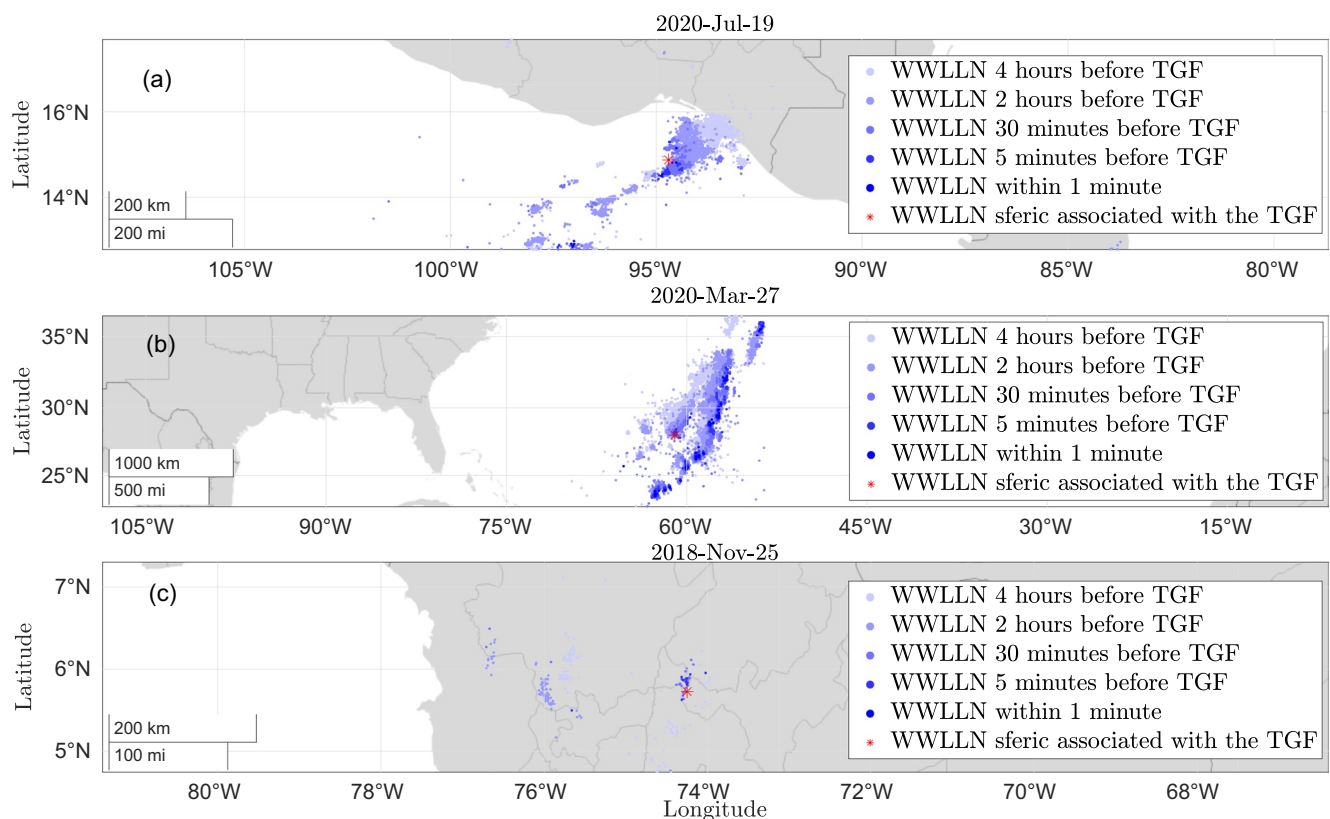 2020-Jul-19
(a)
Latitude
16°N
14°N
200 km
200 mi
WWLLN 4 hours before TGF
WWLLN 2 hours before TGF
WWLLN 30 minutes before TGF
WWLLN 5 minutes before TGF
WWLLN within 1 minute
WWLLN sferic associated with the TGF
105°W 100°W 95°W 90°W 85°W 80°W
2020-Mar-27
(b)
Latitude
35°N
30°N
25°N
1000 km
500 mi
WWLLN 4 hours before TGF
WWLLN 2 hours before TGF
WWLLN 30 minutes before TGF
WWLLN 5 minutes before TGF
WWLLN within 1 minute
WWLLN sferic associated with the TGF
105°W 90°W 75°W 60°W 45°W 30°W 15°W
2018-Nov-25
(c)
Latitude
7°N
6°N
5°N
200 km
100 mi
WWLLN 4 hours before TGF
WWLLN 2 hours before TGF
WWLLN 30 minutes before TGF
WWLLN 5 minutes before TGF
WWLLN within 1 minute
WWLLN sferic associated with the TGF
80°W 78°W 76°W 74°W 72°W 70°W 68°W
Longitude